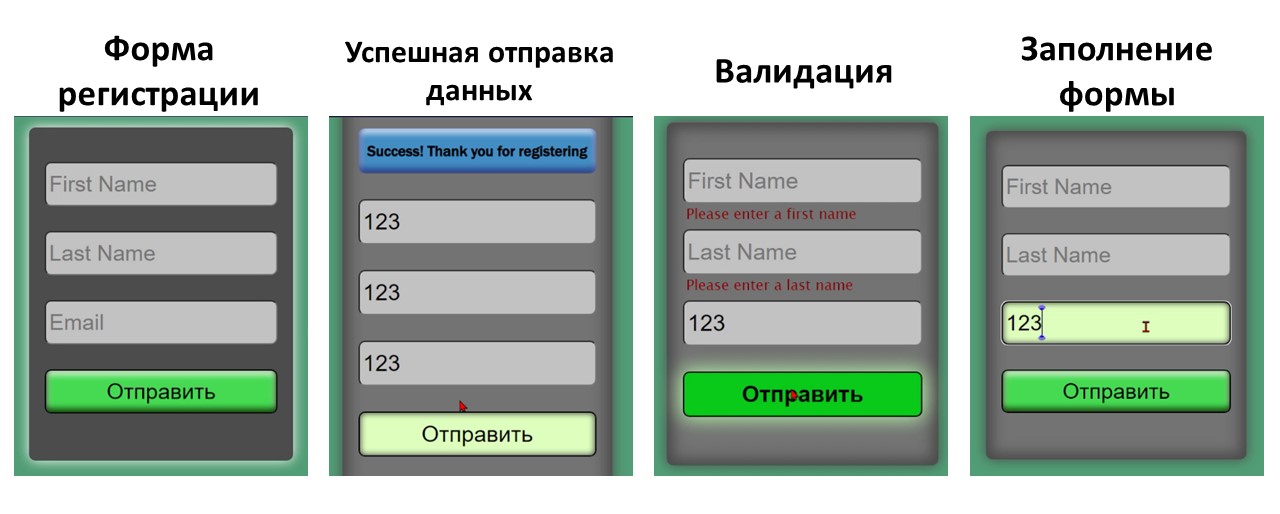 Форма
регистрации
First Name
Last Name
Email
Отправить
Успешная отправка
данных
Success! Thank you for registering
123
123
123
Отправить
Валидация
First Name
Please enter a first name
Last Name
Please enter a last name
123
Отправить
Заполнение
формы
First Name
Last Name
123
Отправить